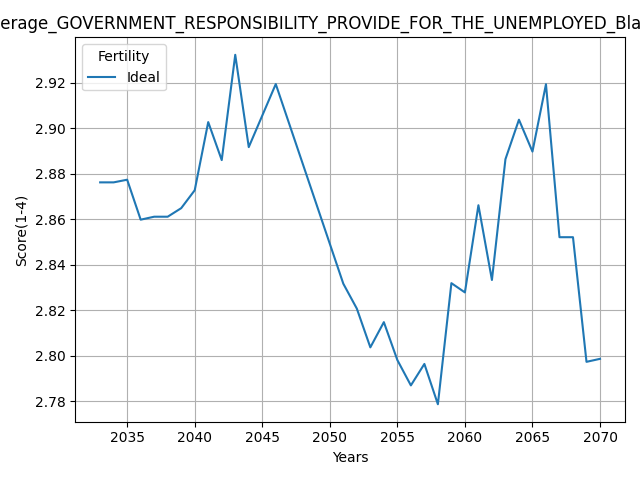 erage_GOVERNMENT_RESPONSIBILITY_PROVIDE_FOR_THE_UNEMPLOYED_Bla
Fertility
Ideal
Score(1-4)
2.92
2.90
2.88
2.86
2.84
2.82
2.80
2.78
2035 2040 2045 2050 2055 2060 2065 2070
Years